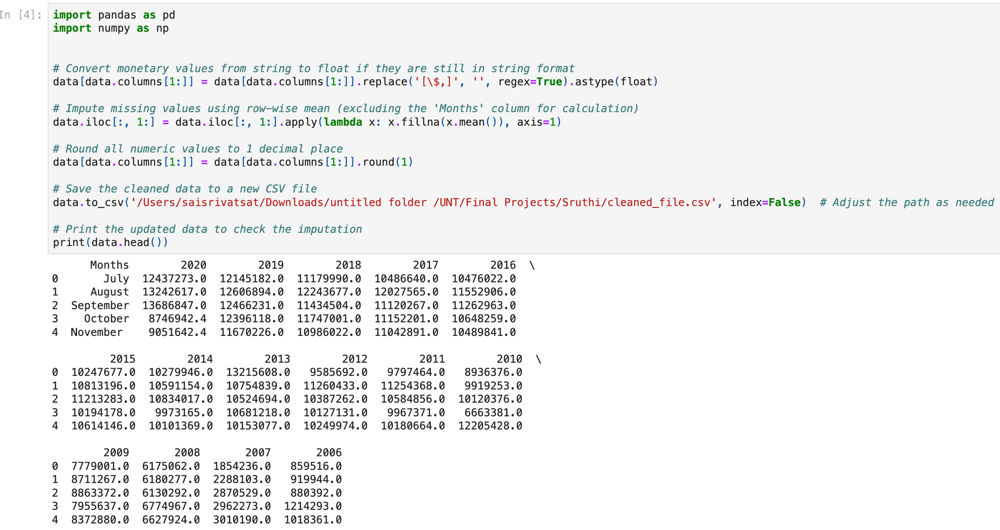 In [4]:
import pandas as pd
import numpy as np
# Convert monetary values from string to float if they are still in string format
data[data.columns[1:]] = data[data.columns[1:]].replace('[\$,]', '', regex=True).astype(float)
# Impute missing values using row-wise mean (excluding the 'Months' column for calculation)
data.iloc[:, 1:] = data.iloc[:, 1:].apply(lambda x: x.fillna(x.mean()), axis=1)
# Round all numeric values to 1 decimal place
data[data.columns[1:]] = data[data.columns[1:]].round(1)
# Save the cleaned data to a new CSV file
data.to_csv('/Users/saisrivatsat/Downloads/untitled folder /UNT/Final Projects/Sruthi/cleaned_file.csv', index=False)  # Adjust the path as needed
# Print the updated data to check the imputation
print(data.head())
Months 2020 2019 2018 2017 2016 \
0 July 12437273.0 12145182.0 11179990.0 10486640.0 10476022.0
1 August 13242617.0 12606894.0 12243677.0 12027565.0 11552906.0
2 September 13686847.0 12466231.0 11434504.0 11120267.0 11262963.0
3 October 8746942.4 12396118.0 11747001.0 11152201.0 10648259.0
4 November 9051642.4 11670226.0 10986022.0 11042891.0 10489841.0
2015 2014 2013 2012 2011 2010 \
0 10247677.0 10279946.0 13215608.0 9585692.0 9797464.0 8936376.0
1 10813196.0 10591154.0 10754839.0 11260433.0 11254368.0 9919253.0
2 11213283.0 10834017.0 10524694.0 10387262.0 10584856.0 10120376.0
3 10194178.0 9973165.0 10681218.0 10127131.0 9967371.0 6663381.0
4 10614146.0 10101369.0 10153077.0 10249974.0 10180664.0 12205428.0
2009 2008 2007 2006
0 7779001.0 6175062.0 1854236.0 859516.0
1 8711267.0 6180277.0 2288103.0 919944.0
2 8863372.0 6130292.0 2870529.0 880392.0
3 7955637.0 6774967.0 2962273.0 1214293.0
4 8372880.0 6627924.0 3010190.0 1018361.0